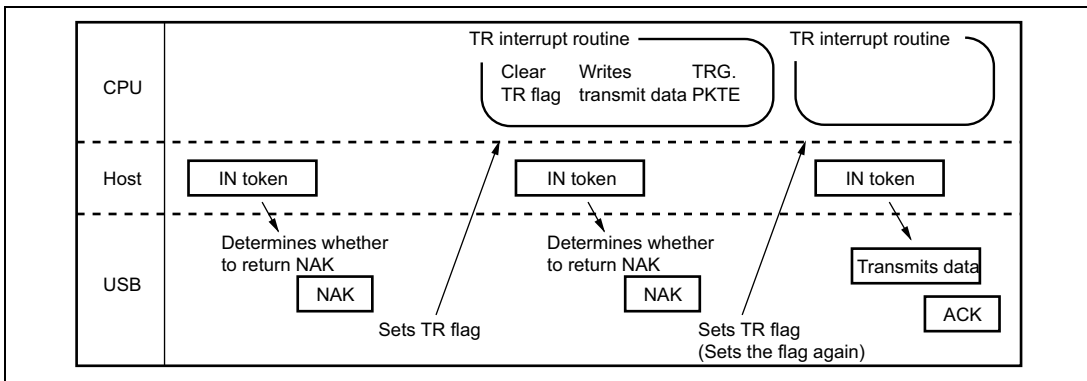 CPU
TR interrupt routine
Clear Writes TRG.
TR flag transmit data PKTE
TR interrupt routine
Host
IN token
IN token
IN token
USB
Determines whether
to return NAK
NAK
Sets TR flag
Determines whether
to return NAK
NAK
Sets TR flag
(Sets the flag again)
Transmits data
ACK